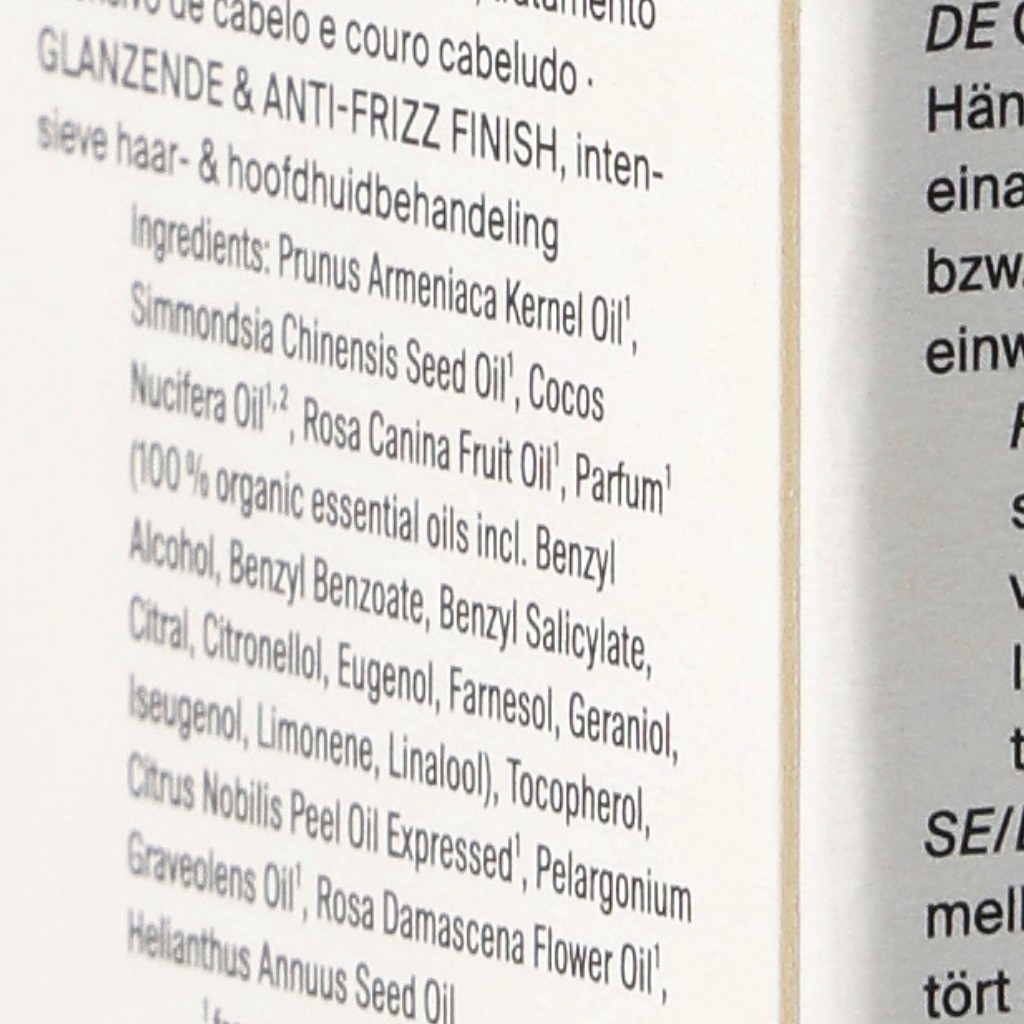 de cabelo e couro cabeludo ·
GLANZENDE & ANTI-FRIZZ FINISH, inten-
sieve haar- & hoofdhuidbehandeling
Ingredients: Prunus Armeniaca Kernel Oil¹,
Simmondsia Chinensis Seed Oil¹, Cocos
Nucifera Oil¹·², Rosa Canina Fruit Oil¹, Parfum¹
(100 % organic essential oils incl. Benzyl
Alcohol, Benzyl Benzoate, Benzyl Salicylate,
Citral, Citronellol, Eugenol, Farnesol, Geraniol,
Iseugenol, Limonene, Linalool), Tocopherol,
Citrus Nobilis Peel Oil Expressed¹, Pelargonium
Graveolens Oil¹, Rosa Damascena Flower Oil¹,
Helianthus Annuus Seed Oil
DE
Hän
eina
bzw.
einw
SE/
mell
tört